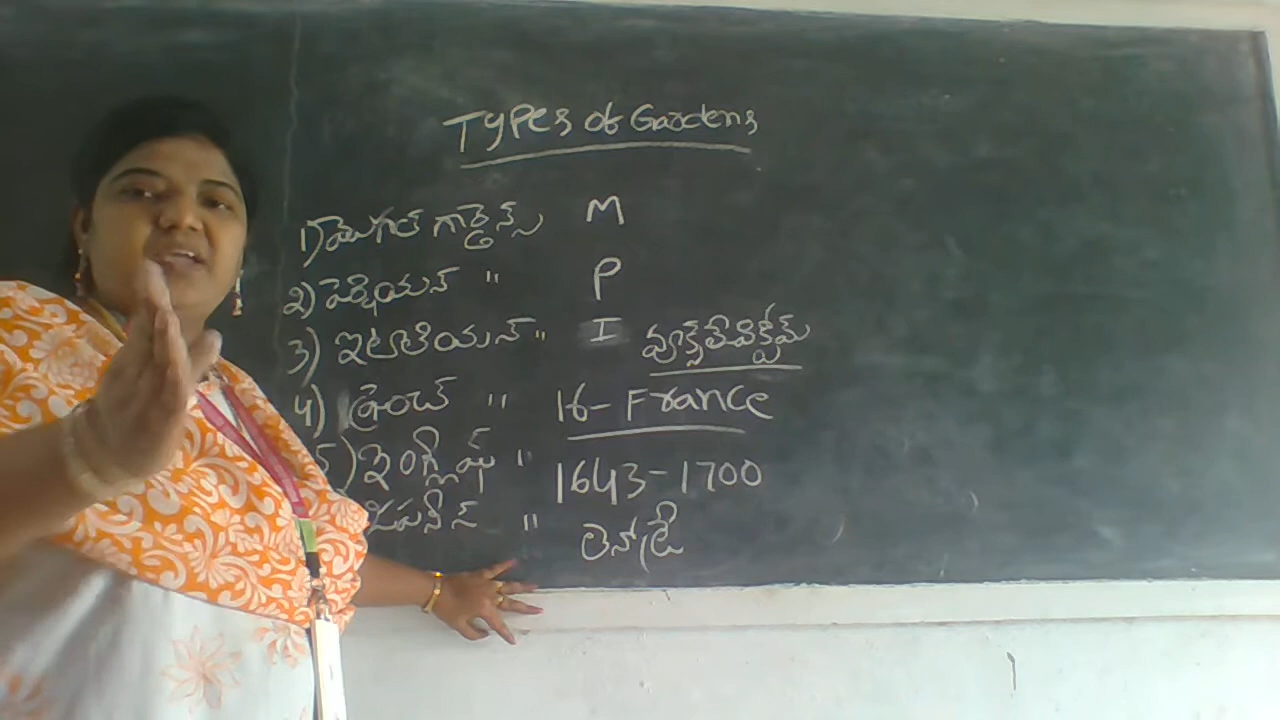 Types of Gardens
1) మొగల్ గార్డెన్స్ M
2) పెర్షియన్ " P
3) ఇటాలియన్ " I
4) ఫ్రెంచ్ " 16- France
5) ఇంగ్లీష్ " 1643-1700
జపనీస్ "